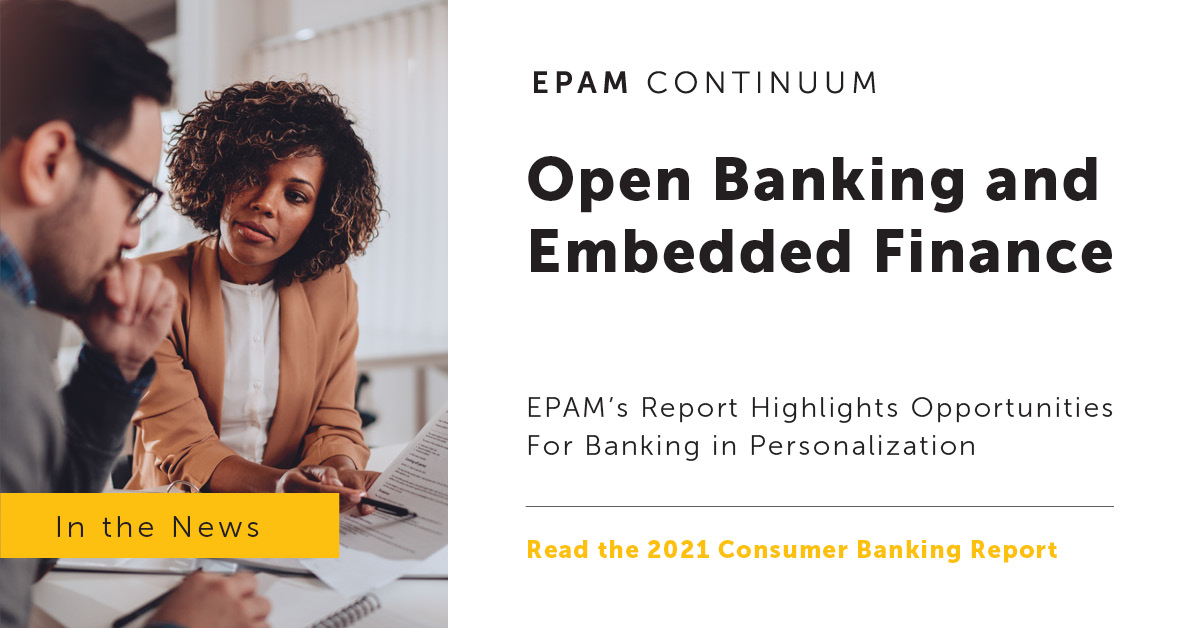 EPAM CONTINUUM
Open Banking and
Embedded Finance
EPAM’s Report Highlights Opportunities
For Banking in Personalization
In the News
Read the 2021 Consumer Banking Report